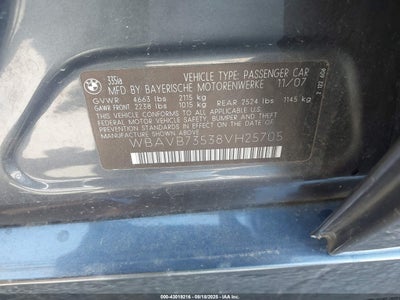 335i
VEHICLE TYPE: PASSENGER CAR
MFD BY BAYERISCHE MOTORENWERKE 11/07
GVWR 4663 lbs 2115 kg
GAWR FRONT 2238 lbs 1015 kg REAR 2524 lbs 1145 kg
THIS VEHICLE CONFORMS TO ALL APPLICABLE
FEDERAL MOTOR VEHICLE SAFETY, BUMPER, AND
THEFT PREVENTION STANDARDS IN EFFECT ON THE DATE OF
MANUFACTURE SHOWN ABOVE.
WBAVB73538VH25705
000-43018216 - 09/18/2025 - IAA Inc.